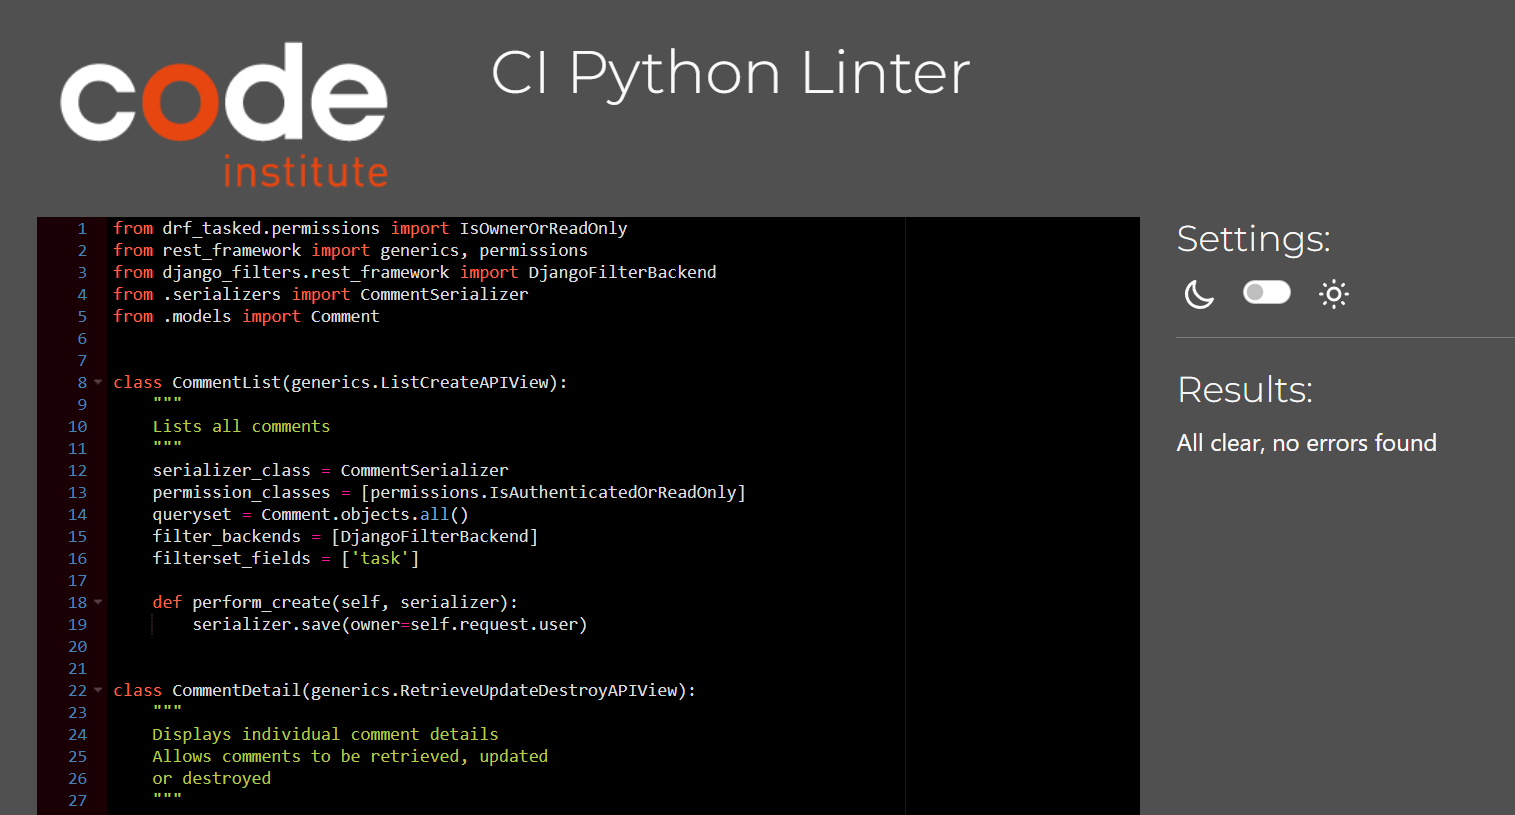 code
institute
CI Python Linter
1 from drf_tasked.permissions import IsOwnerOrReadOnly
2 from rest_framework import generics, permissions
3 from django_filters.rest_framework import DjangoFilterBackend
4 from .serializers import CommentSerializer
5 from .models import Comment
6
7
8 class CommentList(generics.ListCreateAPIView):
9     """
10     Lists all comments
11     """
12     serializer_class = CommentSerializer
13     permission_classes = [permissions.IsAuthenticatedOrReadOnly]
14     queryset = Comment.objects.all()
15     filter_backends = [DjangoFilterBackend]
16     filterset_fields = ['task']
17
18     def perform_create(self, serializer):
19         serializer.save(owner=self.request.user)
20
21
22 class CommentDetail(generics.RetrieveUpdateDestroyAPIView):
23     """
24     Displays individual comment details
25     Allows comments to be retrieved, updated
26     or destroyed
27     """
Settings:
Results:
All clear, no errors found